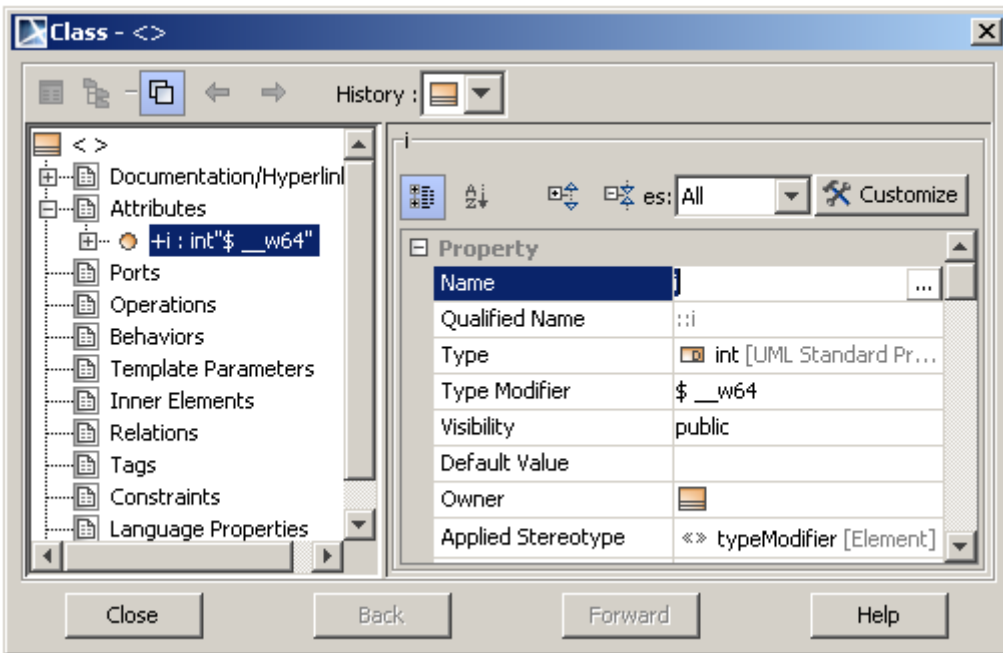 Class - <>
History :
< >
Documentation/Hyperlinl
Attributes
+i : int"$ __w64"
Ports
Operations
Behaviors
Template Parameters
Inner Elements
Relations
Tags
Constraints
Language Properties
i
es: All
Customize
Property
Name i ...
Qualified Name ::i
Type int [UML Standard Pr...
Type Modifier $ __w64
Visibility public
Default Value
Owner
Applied Stereotype «» typeModifier [Element]
Close Back Forward Help